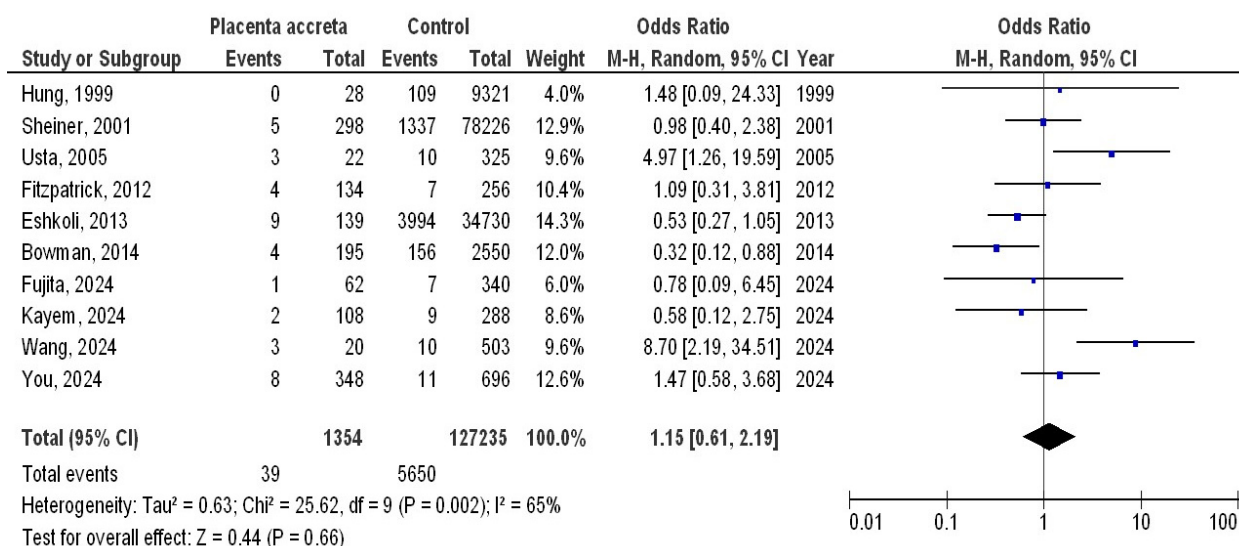 Placenta accreta Control Odds Ratio Odds Ratio
Study or Subgroup Events Total Events Total Weight M-H, Random, 95% CI Year M-H, Random, 95% CI
Hung, 1999 0 28 109 9321 4.0% 1.48 [0.09, 24.33] 1999
Sheiner, 2001 5 298 1337 78226 12.9% 0.98 [0.40, 2.38] 2001
Usta, 2005 3 22 10 325 9.6% 4.97 [1.26, 19.59] 2005
Fitzpatrick, 2012 4 134 7 256 10.4% 1.09 [0.31, 3.81] 2012
Eshkoli, 2013 9 139 3994 34730 14.3% 0.53 [0.27, 1.05] 2013
Bowman, 2014 4 195 156 2550 12.0% 0.32 [0.12, 0.88] 2014
Fujita, 2024 1 62 7 340 6.0% 0.78 [0.09, 6.45] 2024
Kayem, 2024 2 108 9 288 8.6% 0.58 [0.12, 2.75] 2024
Wang, 2024 3 20 10 503 9.6% 8.70 [2.19, 34.51] 2024
You, 2024 8 348 11 696 12.6% 1.47 [0.58, 3.68] 2024
Total (95% CI) 1354 127235 100.0% 1.15 [0.61, 2.19]
Total events 39 5650
Heterogeneity: Tau² = 0.63; Chi² = 25.62, df = 9 (P = 0.002); I² = 65%
Test for overall effect: Z = 0.44 (P = 0.66)
0.01 0.1 1 10 100